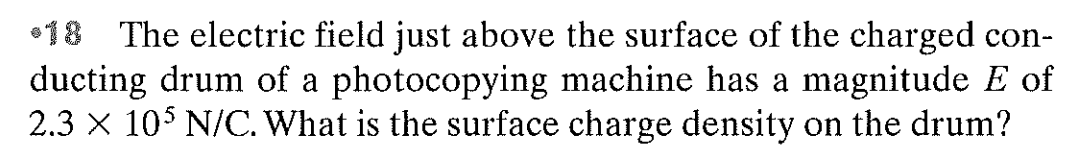 •18 The electric field just above the surface of the charged con-
ducting drum of a photocopying machine has a magnitude E of
2.3 × 10⁵ N/C. What is the surface charge density on the drum?